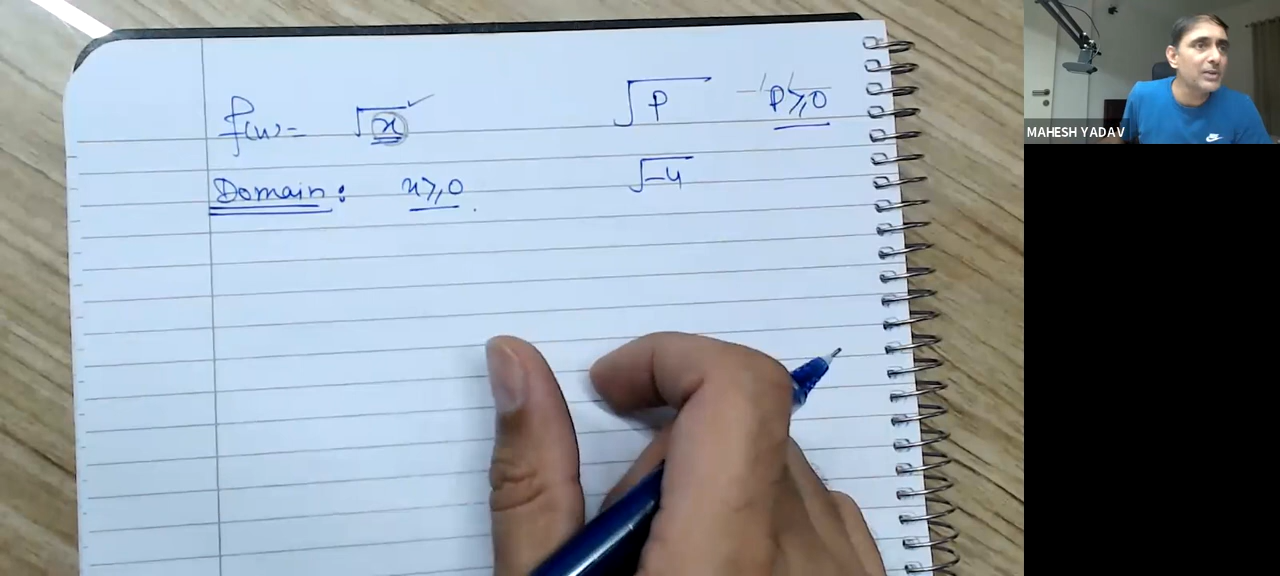 f(x) = √x ✓
√p p ≥ 0
Domain: x ≥ 0
√-4
MAHESH YADAV